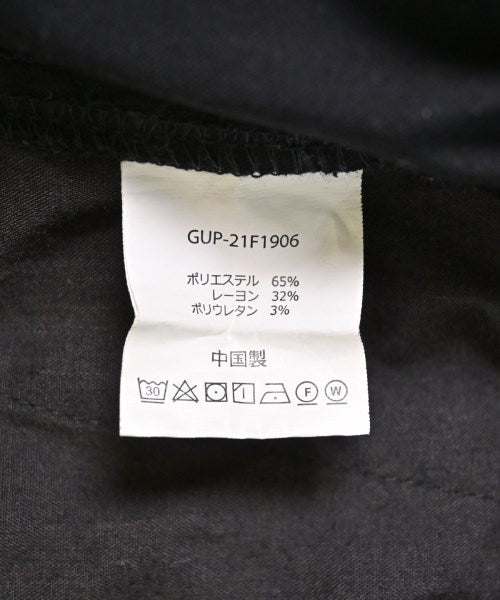 GUP-21F1906
ポリエステル 65%
レーヨン 32%
ポリウレタン 3%
中国製
30 F W